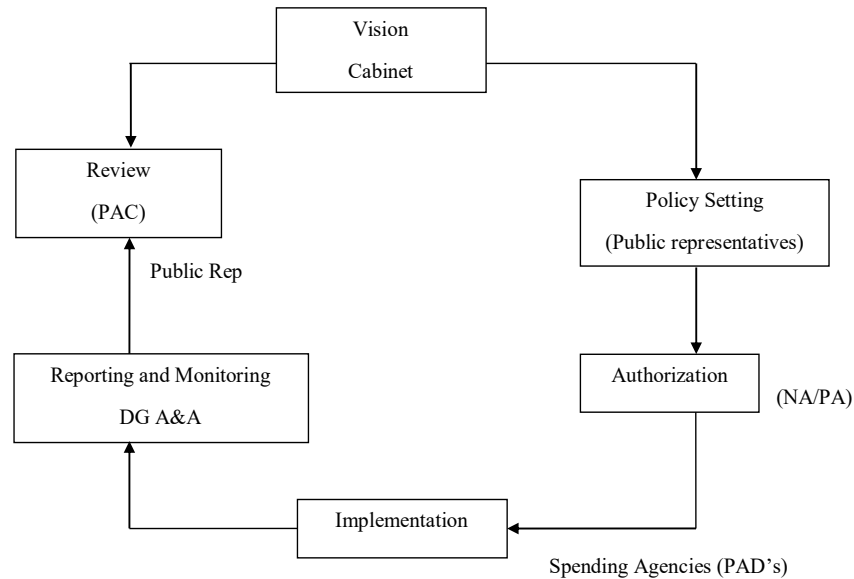 Vision
Cabinet
Review
(PAC)
Policy Setting
(Public representatives)
Public Rep
Reporting and Monitoring
DG A&A
Authorization
(NA/PA)
Implementation
Spending Agencies (PAD’s)